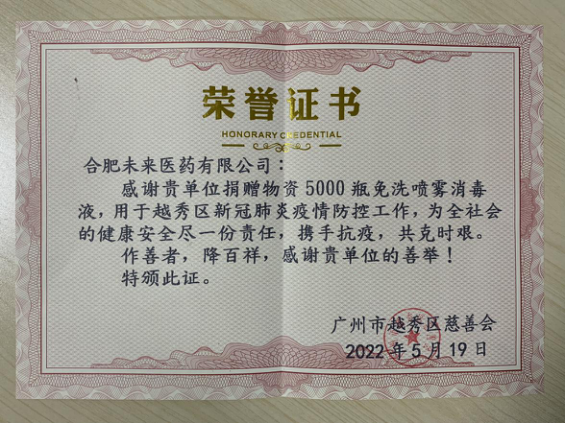 荣誉证书
HONORARY CREDENTIAL
合肥未来医药有限公司：
感谢贵单位捐赠物资5000瓶免洗喷雾消毒
液，用于越秀区新冠肺炎疫情防控工作，为全社会
的健康安全尽一份责任，携手抗疫，共克时艰。
作善者，降百祥，感谢贵单位的善举！
特颁此证。
广州市越秀区慈善会
2022年5月19日